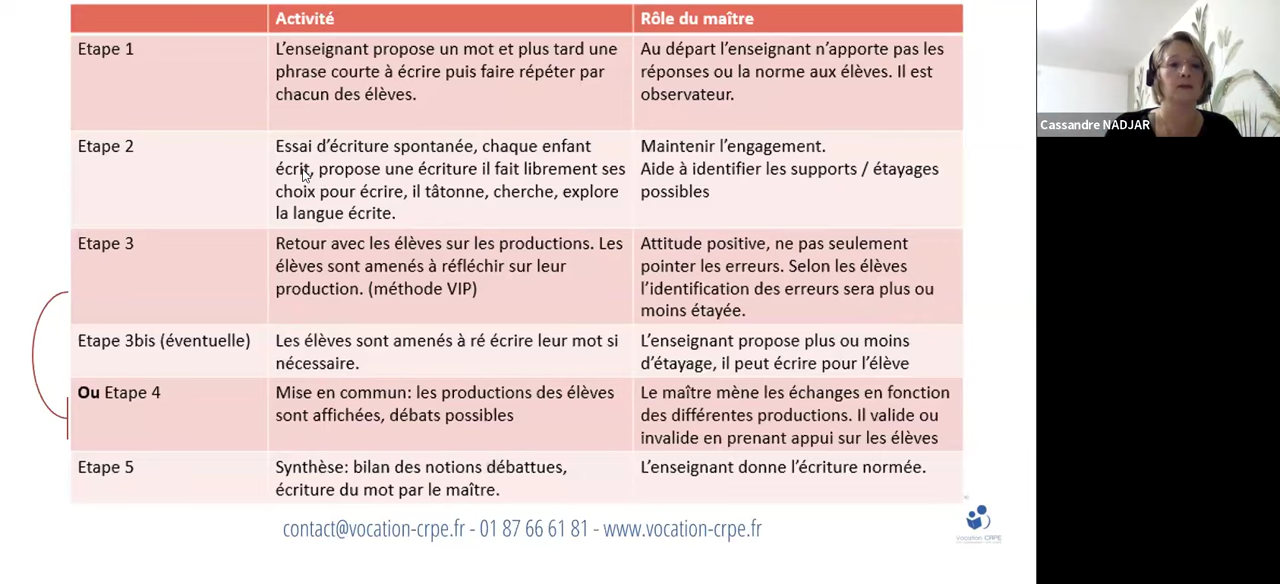 Activité
Rôle du maître
Etape 1
L'enseignant propose un mot et plus tard une
phrase courte à écrire puis faire répéter par
chacun des élèves.
Au départ l'enseignant n'apporte pas les
réponses ou la norme aux élèves. Il est
observateur.
Etape 2
Essai d'écriture spontanée, chaque enfant
écrit, propose une écriture il fait librement ses
choix pour écrire, il tâtonne, cherche, explore
la langue écrite.
Maintenir l'engagement.
Aide à identifier les supports / étayages
possibles
Etape 3
Retour avec les élèves sur les productions. Les
élèves sont amenés à réfléchir sur leur
production. (méthode VIP)
Attitude positive, ne pas seulement
pointer les erreurs. Selon les élèves
l'identification des erreurs sera plus ou
moins étayée.
Etape 3bis (éventuelle)
Les élèves sont amenés à ré écrire leur mot si
nécessaire.
L'enseignant propose plus ou moins
d'étayage, il peut écrire pour l'élève
Ou Etape 4
Mise en commun: les productions des élèves
sont affichées, débats possibles
Le maître mène les échanges en fonction
des différentes productions. Il valide ou
invalide en prenant appui sur les élèves
Etape 5
Synthèse: bilan des notions débattues,
écriture du mot par le maître.
L'enseignant donne l'écriture normée.
contact@vocation-crpe.fr - 01 87 66 61 81 - www.vocation-crpe.fr
Vocation CRPE
Cassandre NADJAR